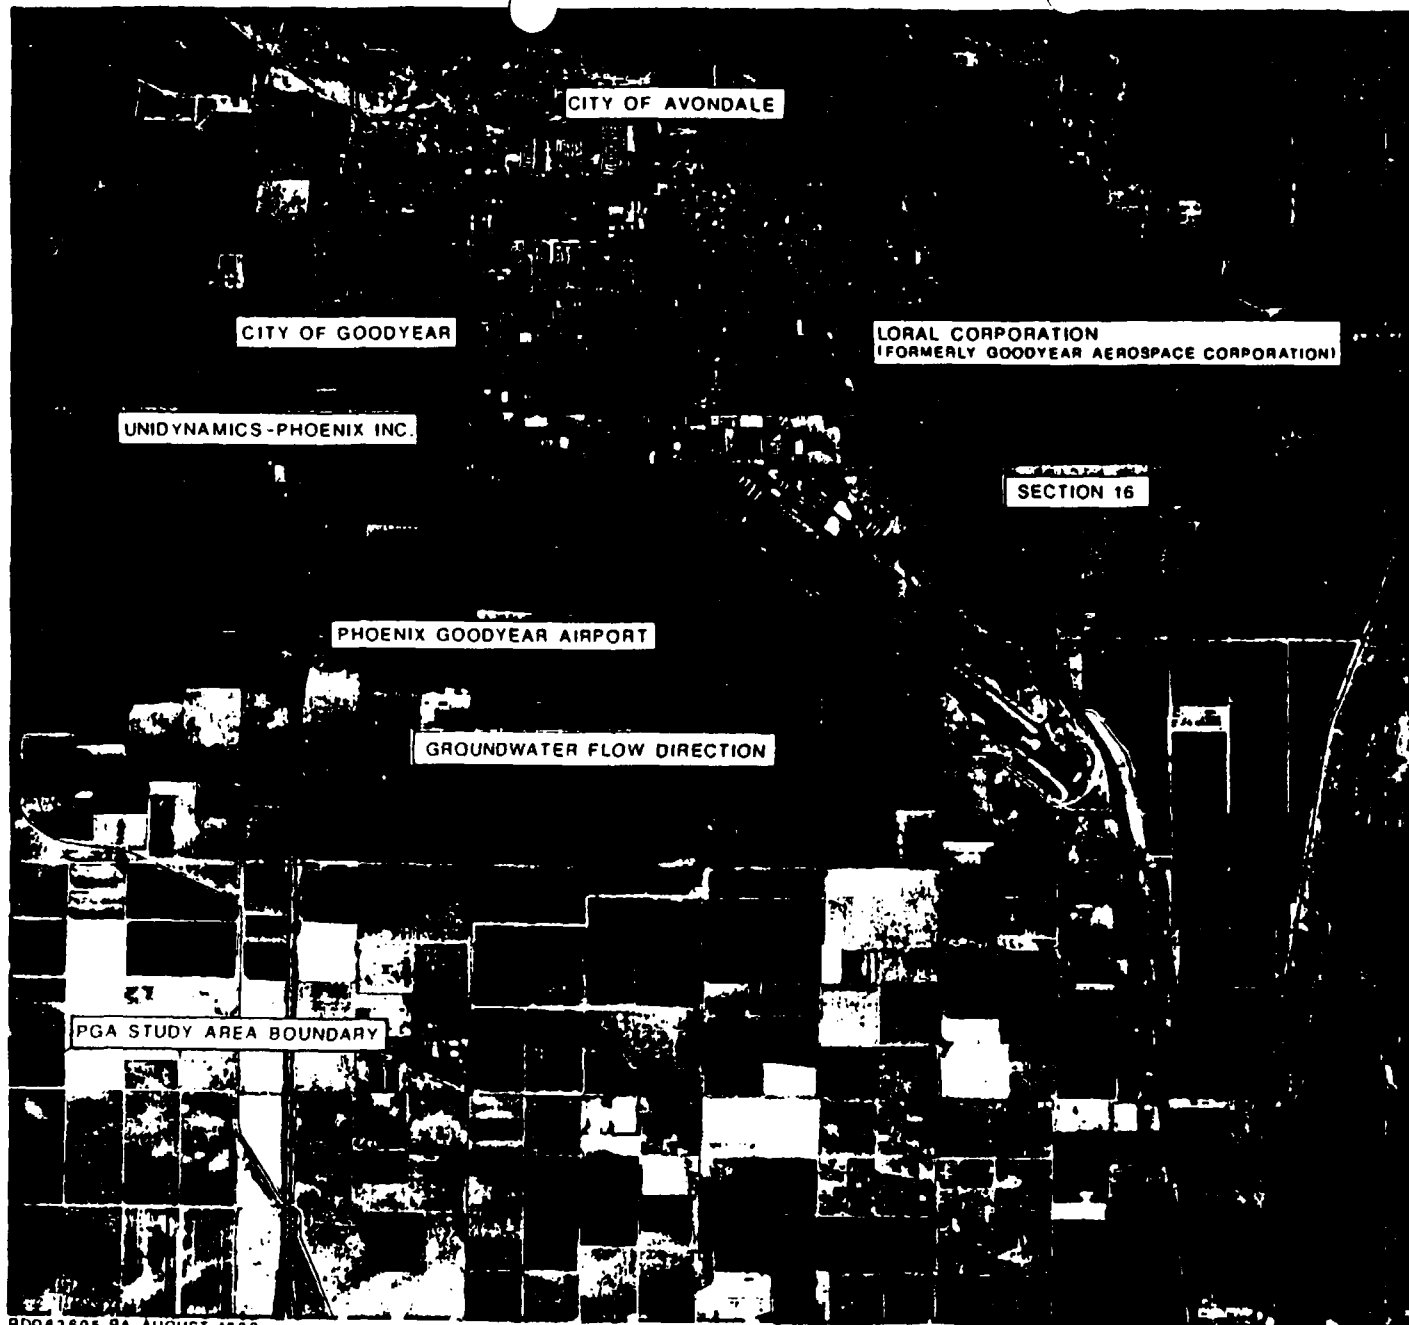 CITY OF AVONDALE
CITY OF GOODYEAR
LORAL CORPORATION
(FORMERLY GOODYEAR AEROSPACE CORPORATION)
UNIDYNAMICS-PHOENIX INC.
SECTION 16
PHOENIX GOODYEAR AIRPORT
GROUNDWATER FLOW DIRECTION
PGA STUDY AREA BOUNDARY
AUGUST